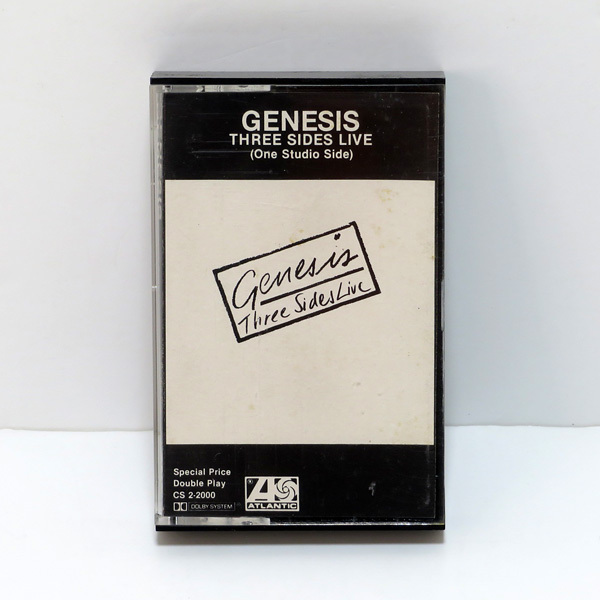 GENESIS
THREE SIDES LIVE
(One Studio Side)
Genesis
Three Sides Live
Special Price
Double Play
CS 2-2000
DOLBY SYSTEM
ATLANTIC